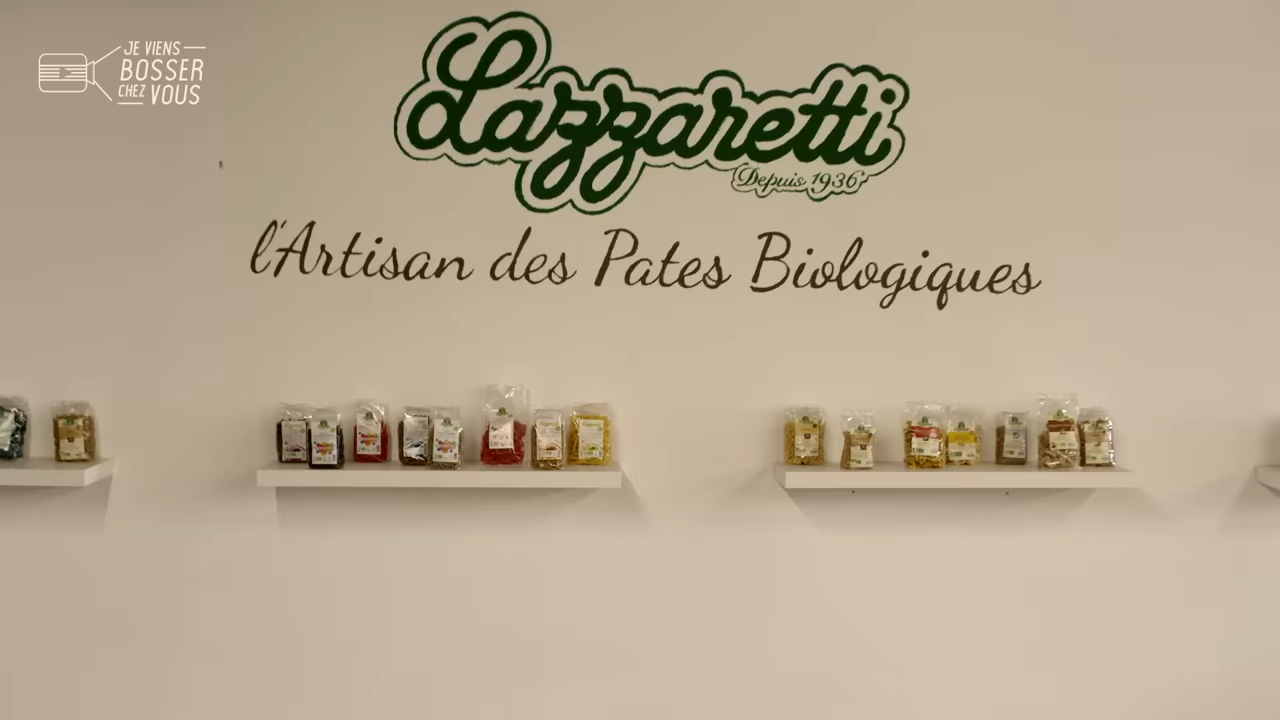 JE VIENS
BOSSER
CHEZ VOUS
Lazzaretti
Depuis 1936
l'Artisan des Pates Biologiques